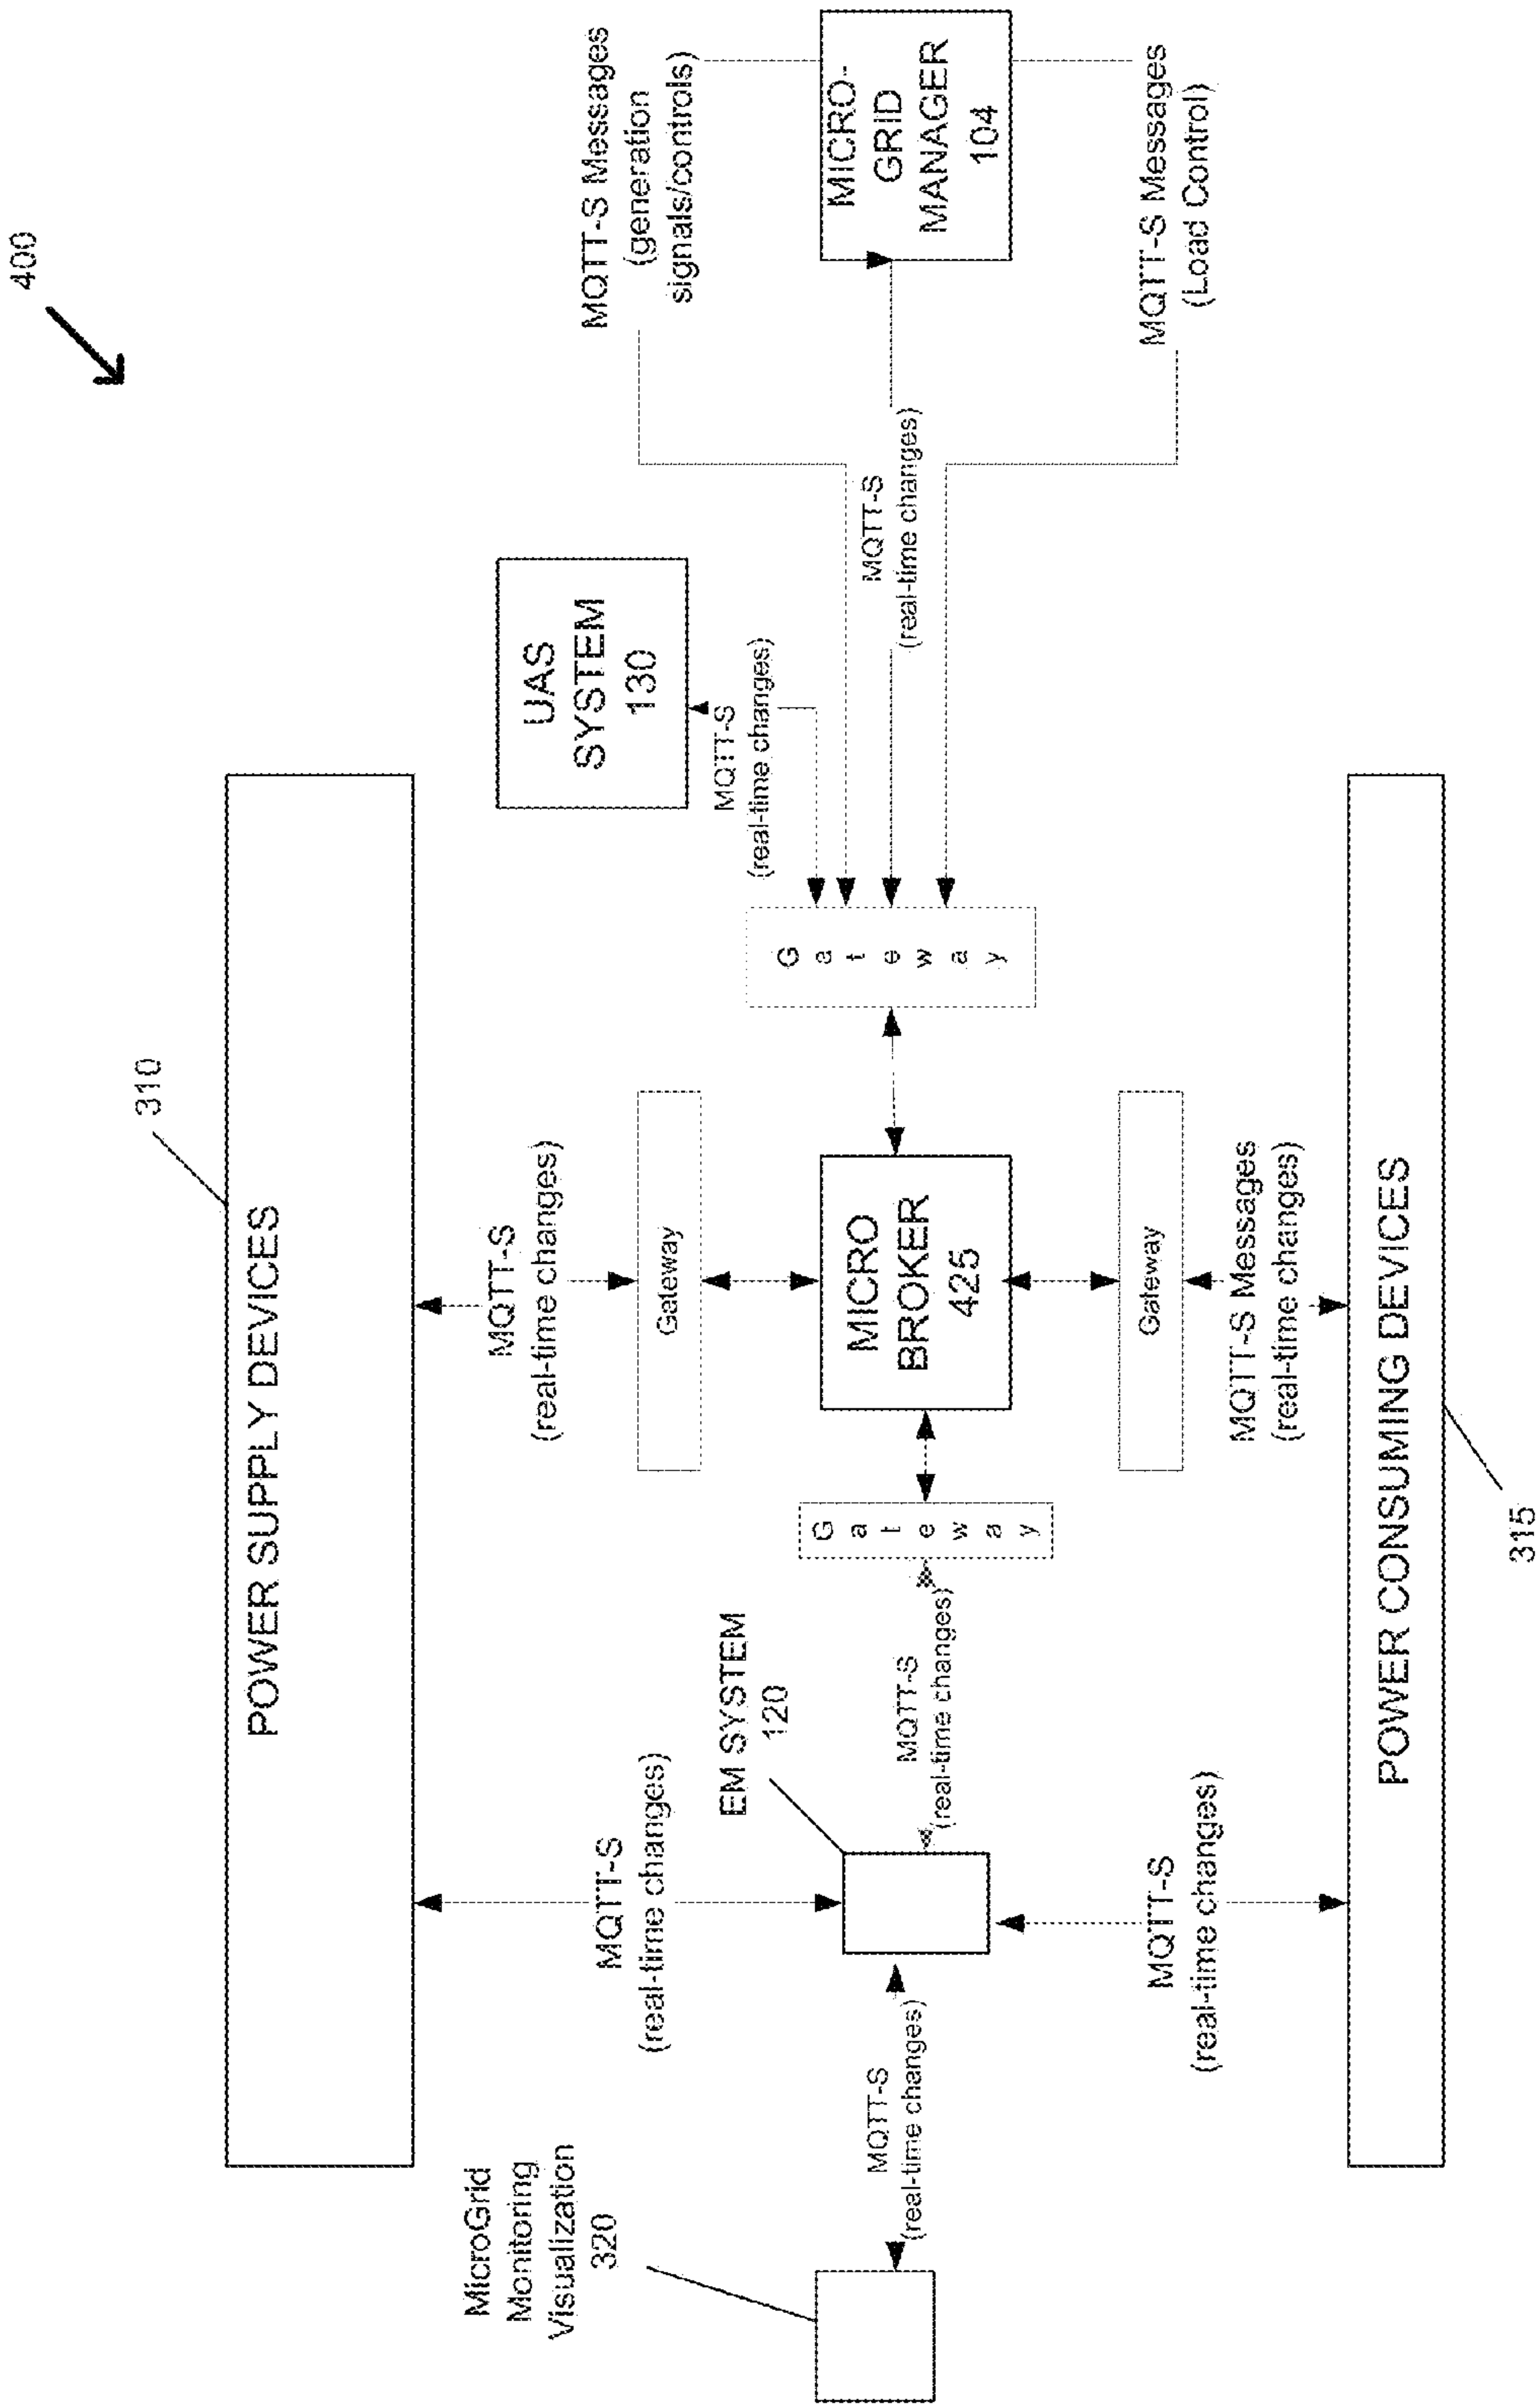 400
310
POWER SUPPLY DEVICES
MicroGrid
Monitoring
Visualization
320
MQTT-S
(real-time changes)
MQTT-S
(real-time changes)
EM SYSTEM
120
MQTT-S
(real-time changes)
MQTT-S
(real-time changes)
Gateway
MQTT-S
(real-time changes)
Gateway
MICRO
BROKER
425
Gateway
MQTT-S Messages
(real-time changes)
Gateway
UAS
SYSTEM
130
MQTT-S
(real-time changes)
MQTT-S
(real-time changes)
MQTT-S Messages
(generation
signals/controls)
MICRO-
GRID
MANAGER
104
MQTT-S Messages
(Load Control)
POWER CONSUMING DEVICES
315